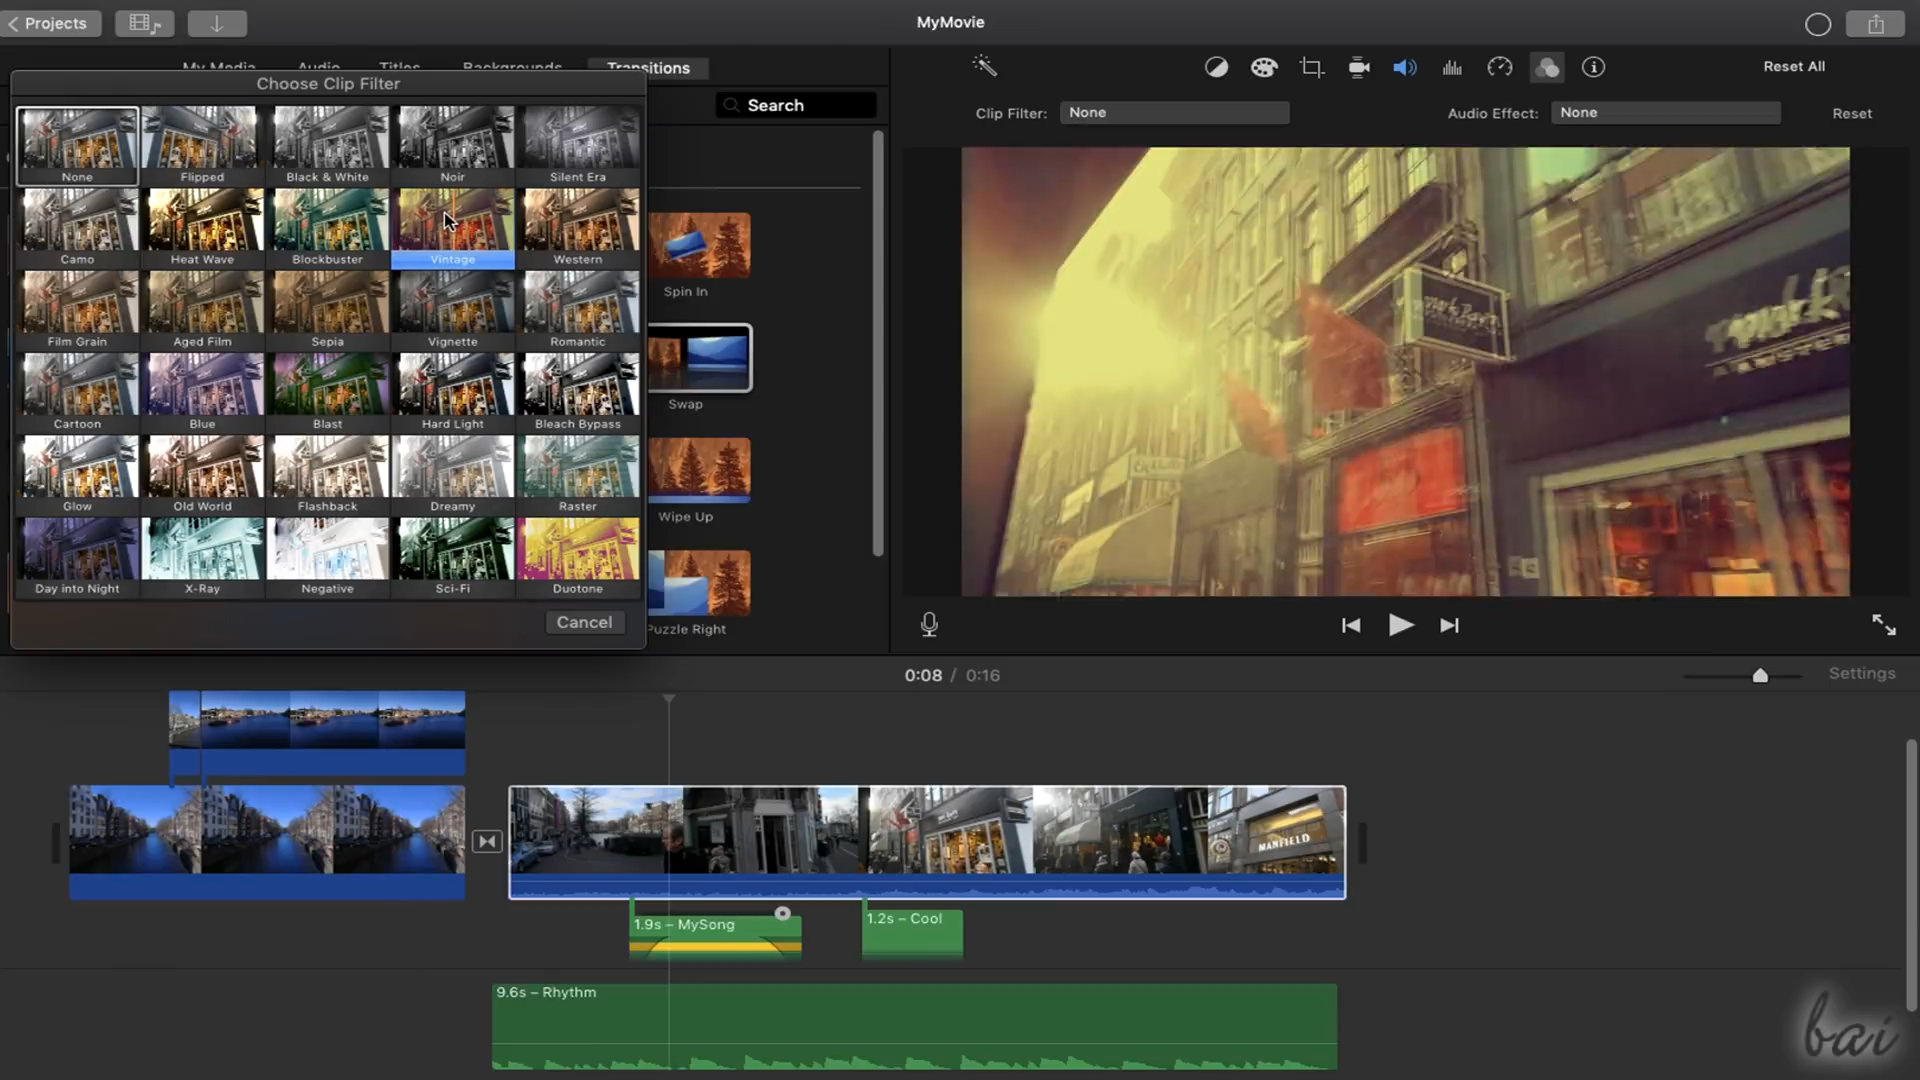 Projects
MyMovie
My Media Audio Titles Backgrounds Transitions
Reset All
Choose Clip Filter
Search
Clip Filter: None
Audio Effect: None
Reset
None Flipped Black & White Noir Silent Era
Camo Heat Wave Blockbuster Vintage Western
Film Grain Aged Film Sepia Vignette Romantic
Cartoon Blue Blast Hard Light Bleach Bypass
Glow Old World Flashback Dreamy Raster
Day into Night X-Ray Negative Sci-Fi Duotone
Cancel
Spin In
Swap
Wipe Up
Puzzle Right
0:08 / 0:16
Settings
MANFIELD
1.9s – MySong
1.2s – Cool
9.6s – Rhythm
bai